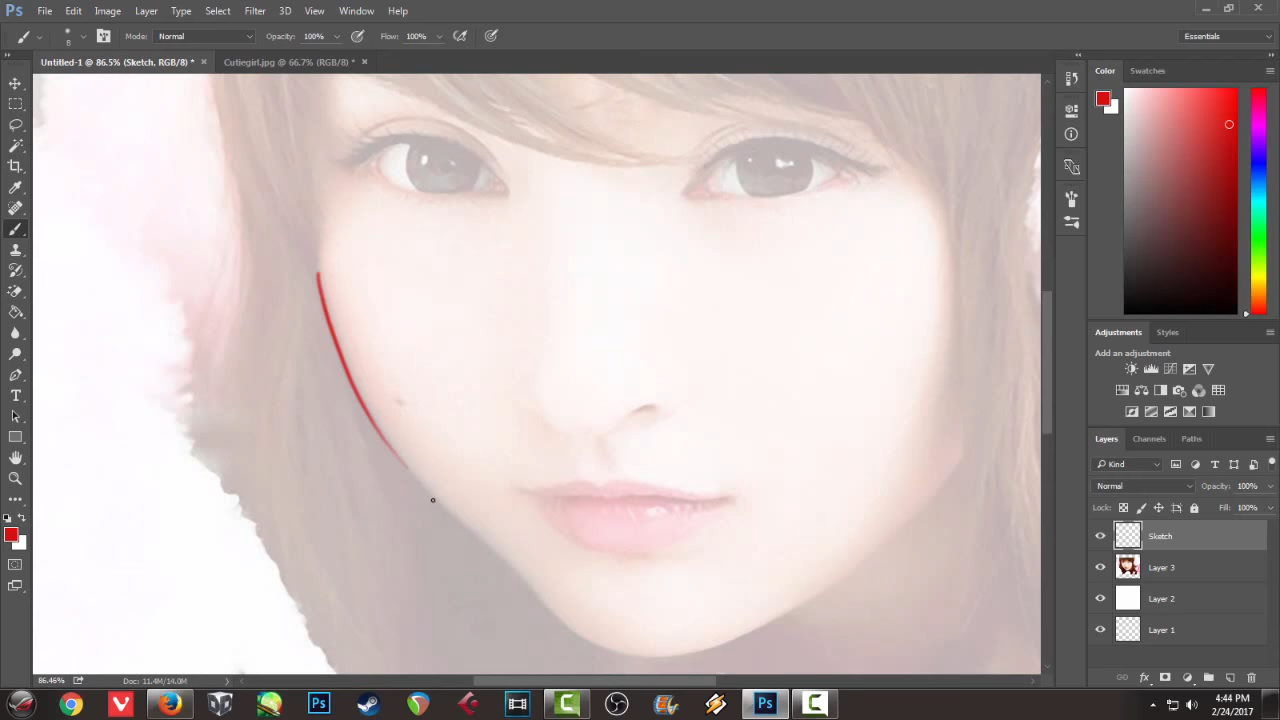 Ps File Edit Image Layer Type Select Filter 3D View Window Help
8 Mode: Normal Opacity: 100% Flow: 100% Essentials
Untitled-1 @ 86.5% (Sketch, RGB/8) * × Cutiegirl.jpg @ 66.7% (RGB/8) * ×
Color Swatches
Adjustments Styles
Add an adjustment
Layers Channels Paths
Kind
Normal Opacity: 100%
Lock: Fill: 100%
Sketch
Layer 3
Layer 2
Layer 1
86.46% Doc: 11.4M/14.0M
4:44 PM
2/24/2017